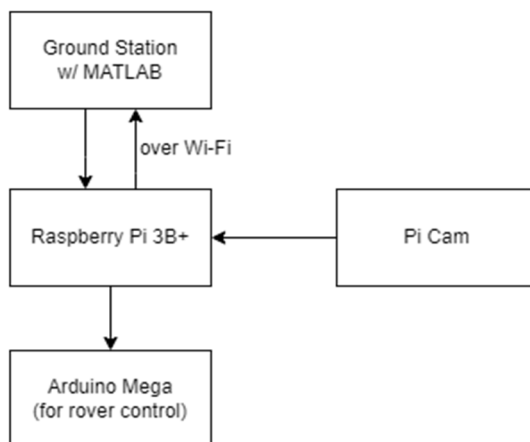 Ground Station
w/ MATLAB
over Wi-Fi
Raspberry Pi 3B+
Pi Cam
Arduino Mega
(for rover control)